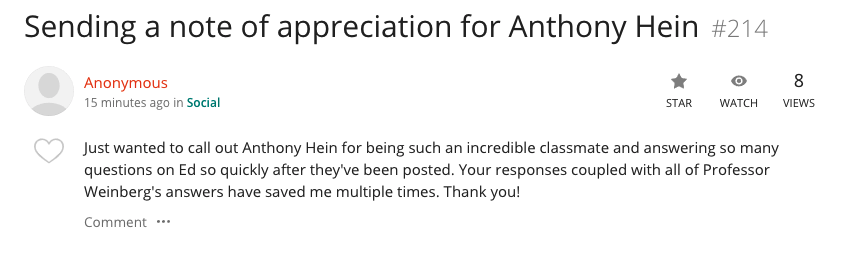 Sending a note of appreciation for Anthony Hein #214
Anonymous
15 minutes ago in Social
STAR
WATCH
8
VIEWS
Just wanted to call out Anthony Hein for being such an incredible classmate and answering so many
questions on Ed so quickly after they've been posted. Your responses coupled with all of Professor
Weinberg's answers have saved me multiple times. Thank you!
Comment ···